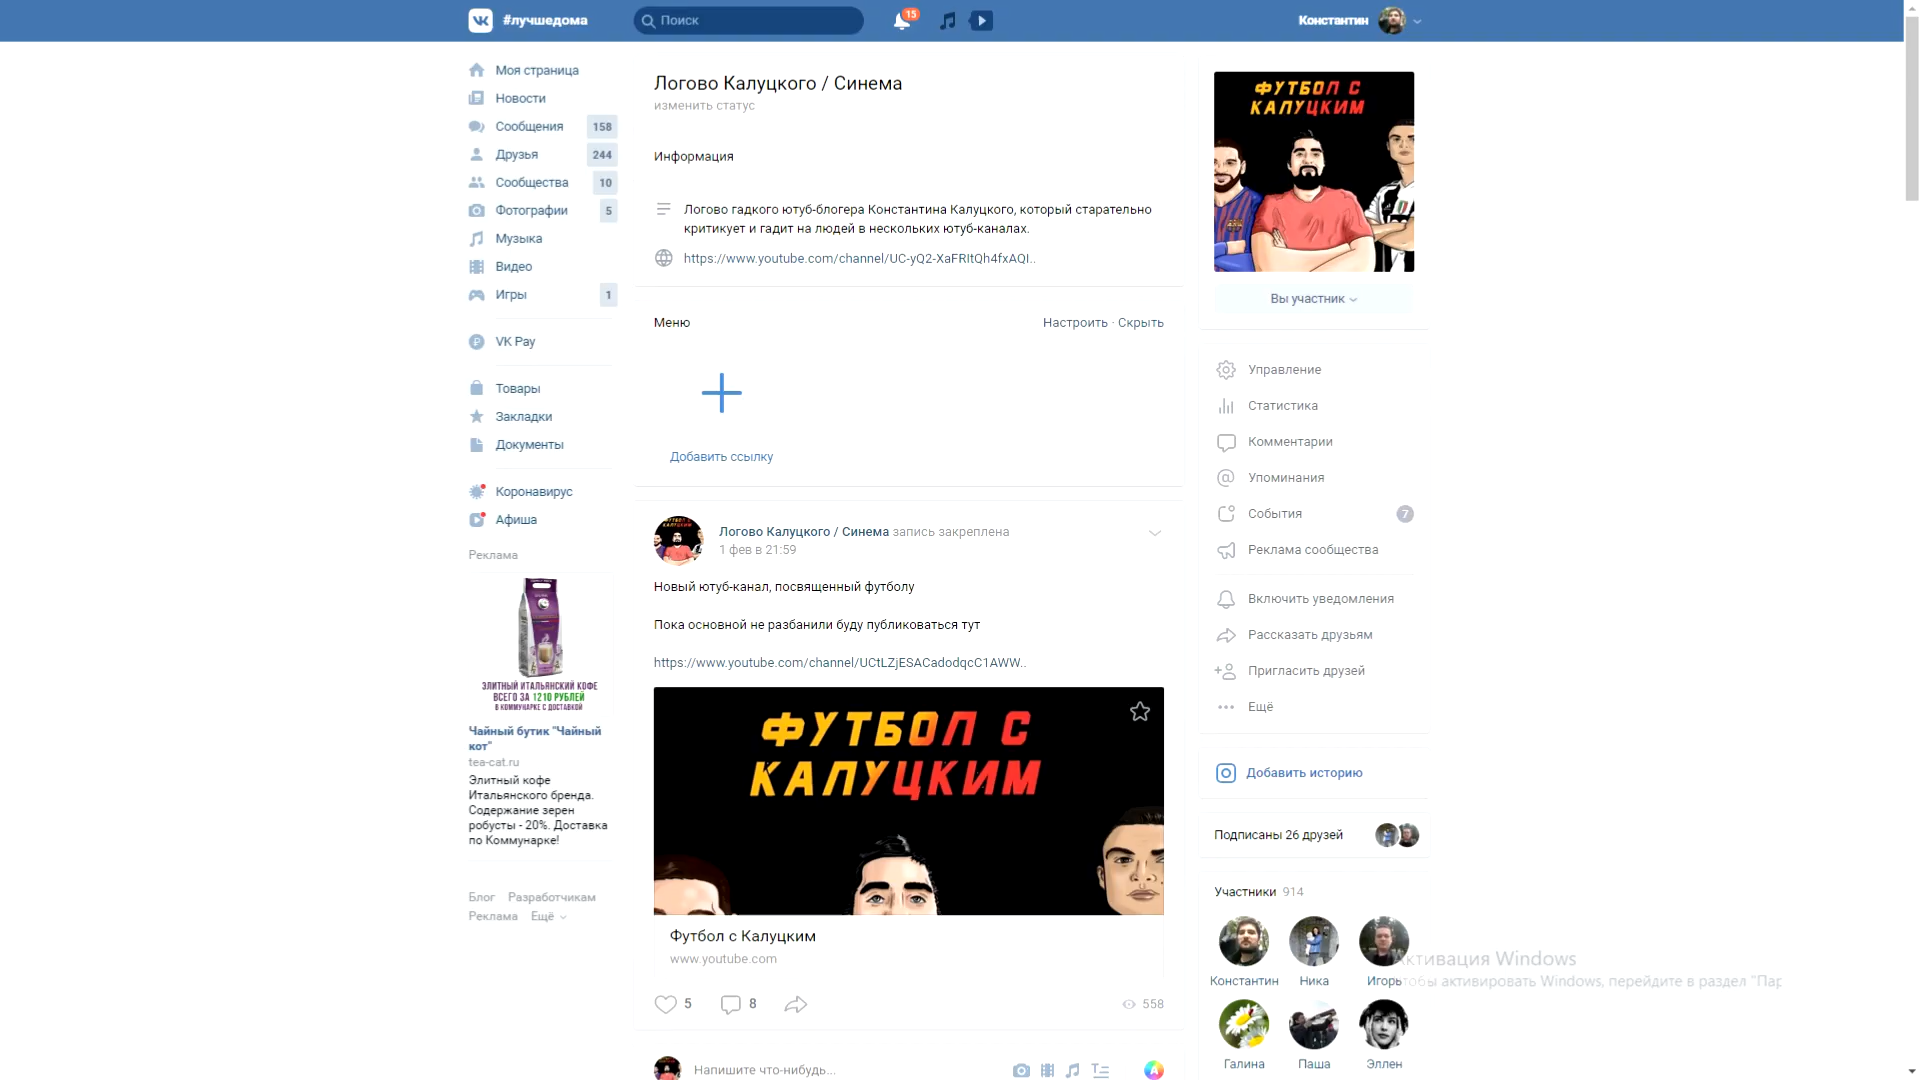 #лучшедома
Поиск
15
Константин
Моя страница
Новости
Сообщения 158
Друзья 244
Сообщества 10
Фотографии 5
Музыка
Видео
Игры 1
VK Pay
Товары
Закладки
Документы
Коронавирус
Афиша
Реклама
ЭЛИТНЫЙ ИТАЛЬЯНСКИЙ КОФЕ
ВСЕГО ЗА 1210 РУБЛЕЙ
В КОММУНАРКЕ С ДОСТАВКОЙ
Чайный бутик "Чайный
кот"
tea-cat.ru
Элитный кофе
Итальянского бренда.
Содержание зерен
робусты - 20%. Доставка
по Коммунарке!
Блог Разработчикам
Реклама Ещё
Логово Калуцкого / Синема
изменить статус
Информация
Логово гадкого ютуб-блогера Константина Калуцкого, который старательно
критикует и гадит на людей в нескольких ютуб-каналах.
https://www.youtube.com/channel/UC-yQ2-XaFRItQh4fxAQI..
Меню
Настроить · Скрыть
Добавить ссылку
Логово Калуцкого / Синема запись закреплена
1 фев в 21:59
Новый ютуб-канал, посвященный футболу
Пока основной не разбанили буду публиковаться тут
https://www.youtube.com/channel/UCtLZjESACadodqcC1AWW..
ФУТБОЛ С
КАЛУЦКИМ
Футбол с Калуцким
www.youtube.com
5 8 558
Напишите что-нибудь...
ФУТБОЛ С
КАЛУЦКИМ
Вы участник
Управление
Статистика
Комментарии
Упоминания
События 7
Реклама сообщества
Включить уведомления
Рассказать друзьям
Пригласить друзей
Ещё
Добавить историю
Подписаны 26 друзей
Участники 914
Константин Ника Игорь
Галина Паша Эллен
Активация Windows
Чтобы активировать Windows, перейдите в раздел "Пар